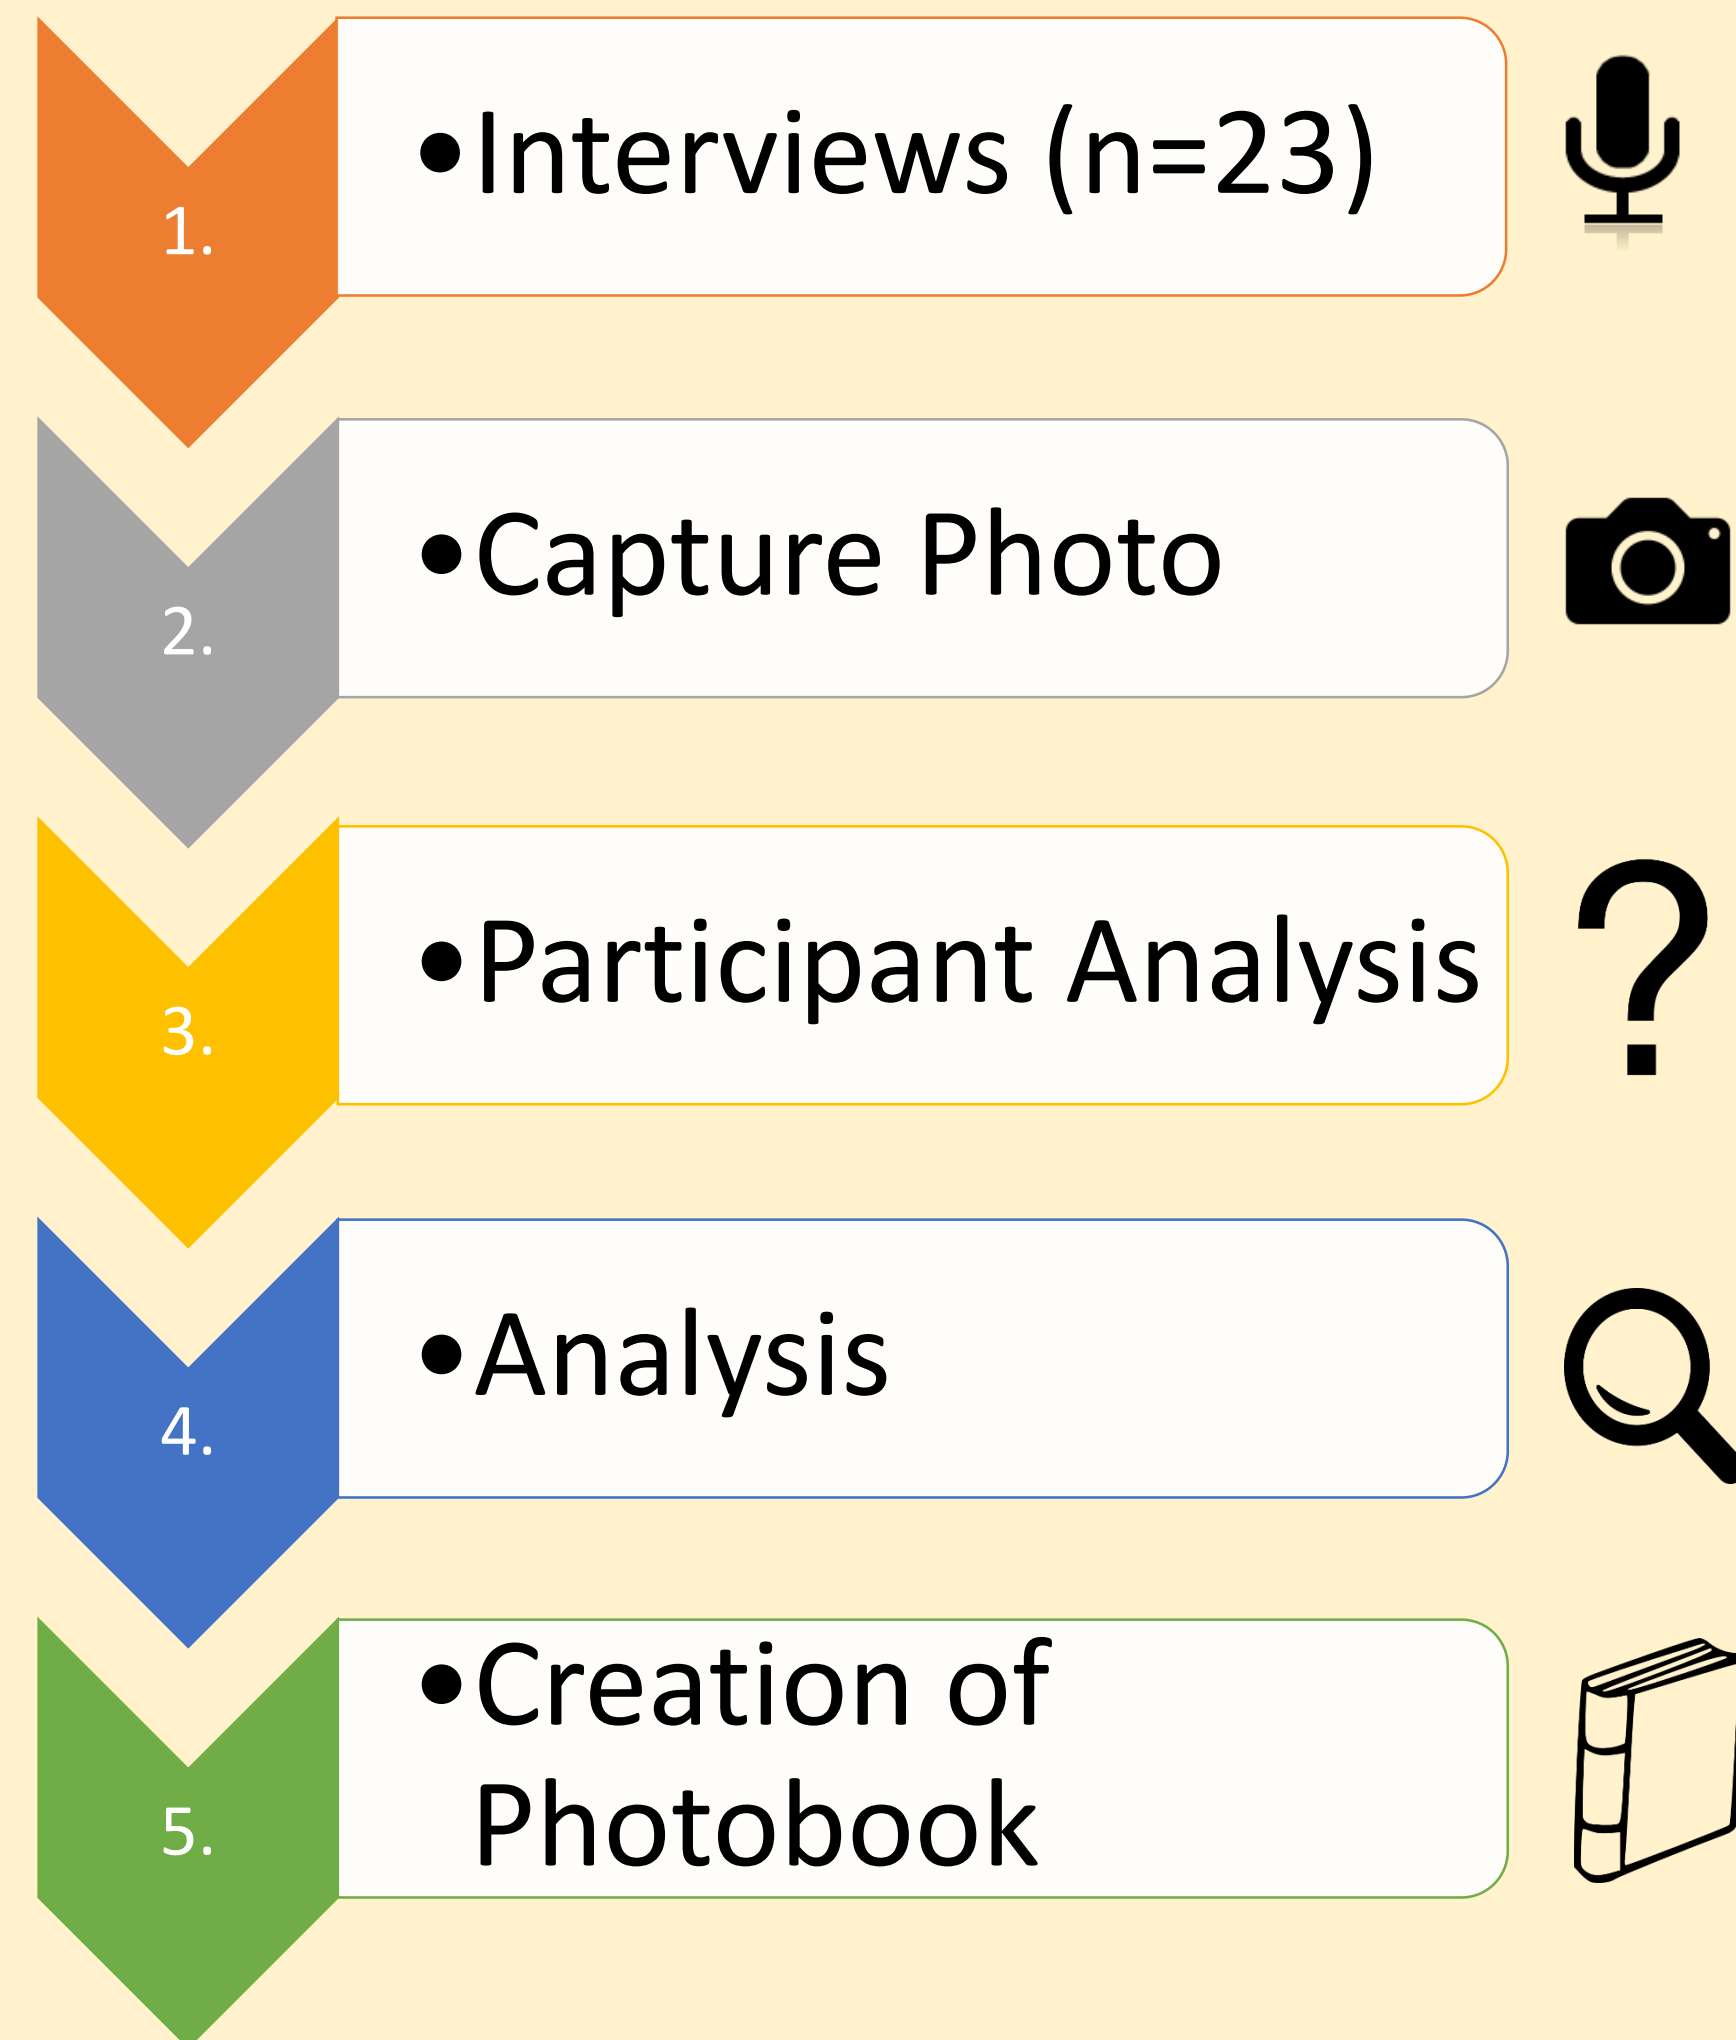 1.
•Interviews (n=23)
2.
•Capture Photo
3.
•Participant Analysis
?
4.
•Analysis
5.
•Creation of
Photobook